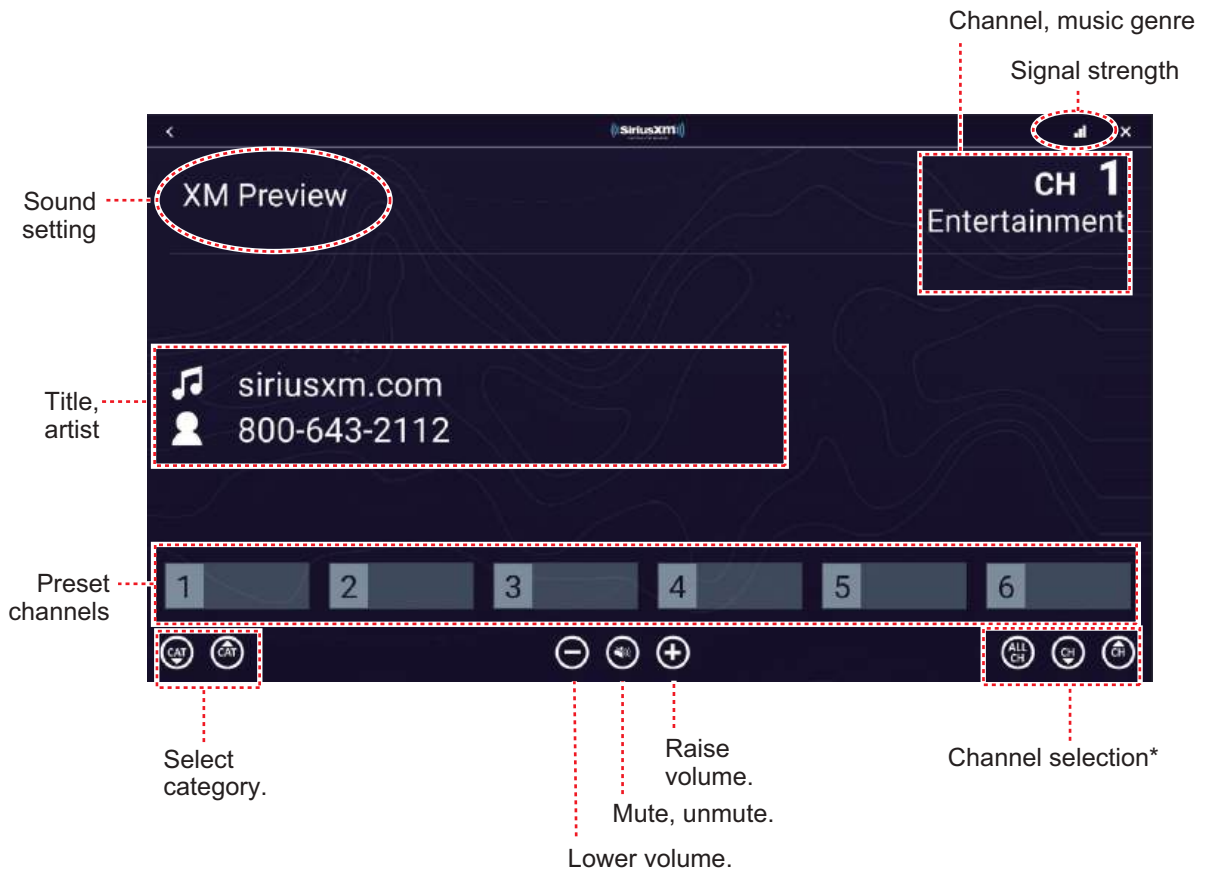 Channel, music genre
Signal strength
SiriusXM
XM Preview
CH 1
Entertainment
Sound
setting
siriusxm.com
800-643-2112
Title,
artist
1 2 3 4 5 6
Preset
channels
CAT CAT
ALL
CH CH CH
Select
category.
Raise
volume.
Channel selection*
Mute, unmute.
Lower volume.